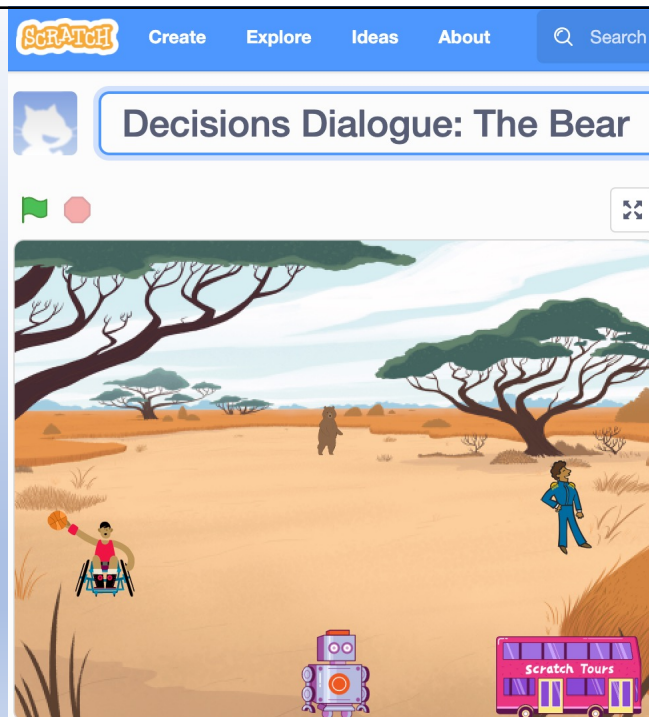 SCRATCH Create Explore Ideas About Search
Decisions Dialogue: The Bear
Scratch Tours